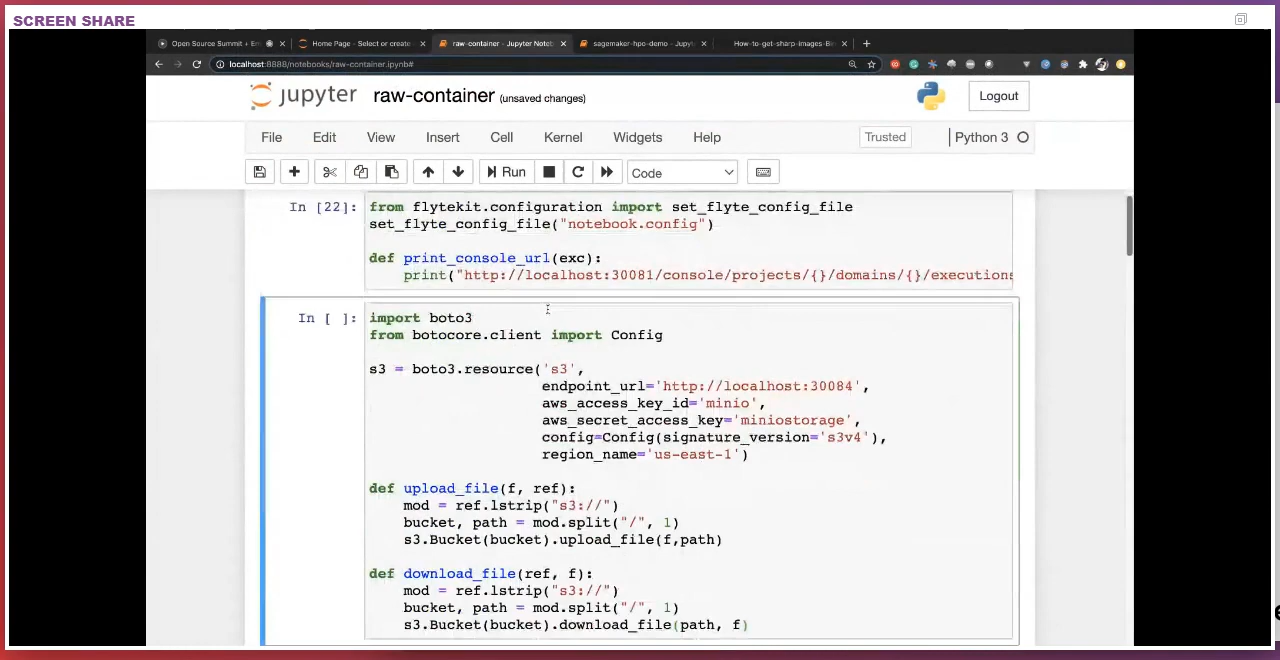 SCREEN SHARE
Open Source Summit + Em
Home Page - Select or create
raw-container - Jupyter Noteb
sagemaker-hpo-demo - Jupyt
How-to-get-sharp-images-Bi
localhost:8888/notebooks/raw-container.ipynb#
jupyter raw-container (unsaved changes)
Logout
File Edit View Insert Cell Kernel Widgets Help
Trusted
Python 3
Run
Code
In [22]:
from flytekit.configuration import set_flyte_config_file
set_flyte_config_file("notebook.config")
def print_console_url(exc):
print("http://localhost:30081/console/projects/{}/domains/{}/executions
In [ ]:
import boto3
from botocore.client import Config
s3 = boto3.resource('s3',
endpoint_url='http://localhost:30084',
aws_access_key_id='minio',
aws_secret_access_key='miniostorage',
config=Config(signature_version='s3v4'),
region_name='us-east-1')
def upload_file(f, ref):
mod = ref.lstrip("s3://")
bucket, path = mod.split("/", 1)
s3.Bucket(bucket).upload_file(f,path)
def download_file(ref, f):
mod = ref.lstrip("s3://")
bucket, path = mod.split("/", 1)
s3.Bucket(bucket).download_file(path, f)